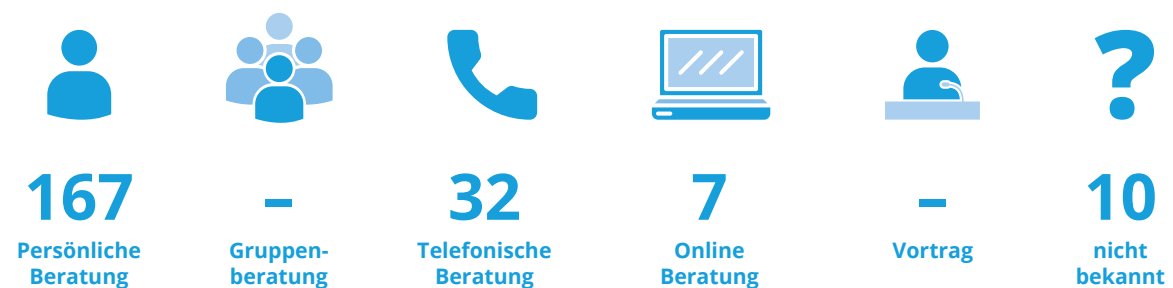 ?
167
Persönliche
Beratung
–
Gruppen-
beratung
32
Telefonische
Beratung
7
Online
Beratung
–
Vortrag
10
nicht
bekannt